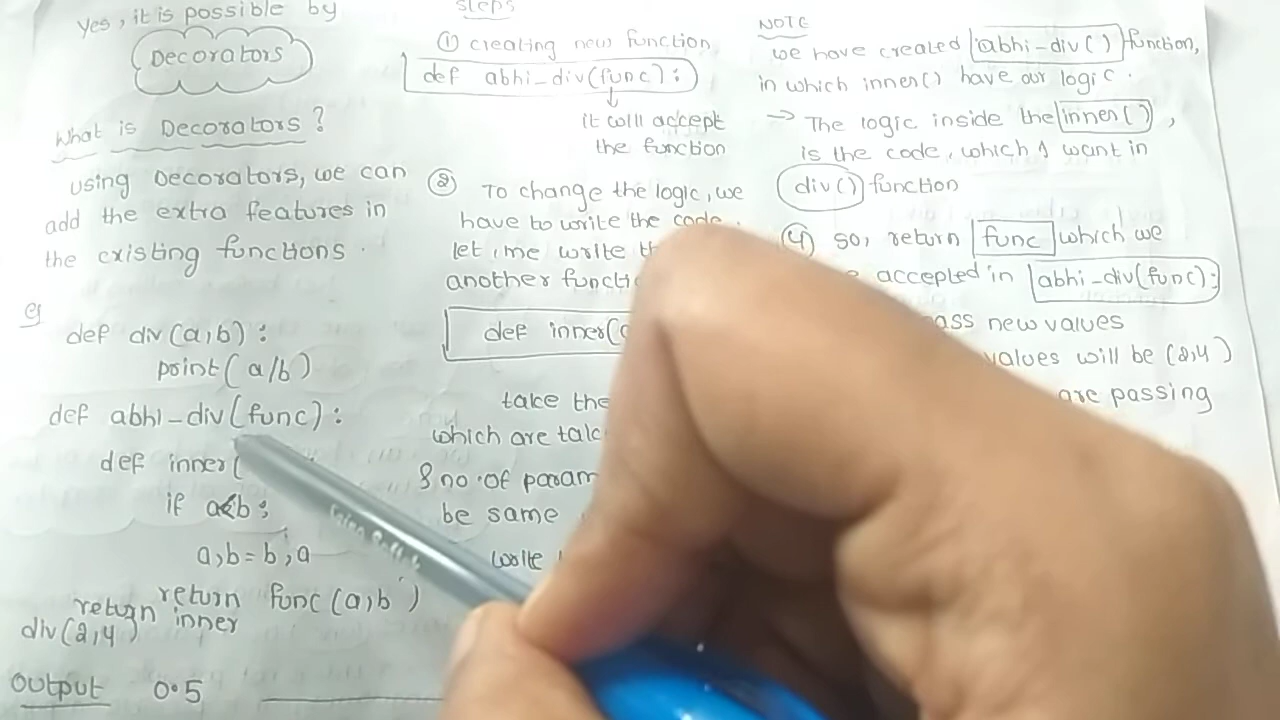 Yes, it is possible by
Decorators
What is Decorators ?
using Decorators, we can
add the extra features in
the existing functions .
eg
def div(a,b) :
print( a/b )
def abhi-div(func) :
def inner(
if a<b :
a,b = b,a
return func (a,b )
return inner
div(2,4)
output 0.5
steps
① creating new function
def abhi-div(func) :
it will accept
the function
② To change the logic, we
have to write the code .
let me write
another
def inner(
take the
which are
& no. of
be same
write
NOTE
we have created abhi-div( ) function,
in which inner() have our logic .
→ The logic inside the inner( ) ,
is the code, which I want in
div() function
④ so, return func which we
accepted in abhi-div(func) :
new values
values will be (2,4)
are passing